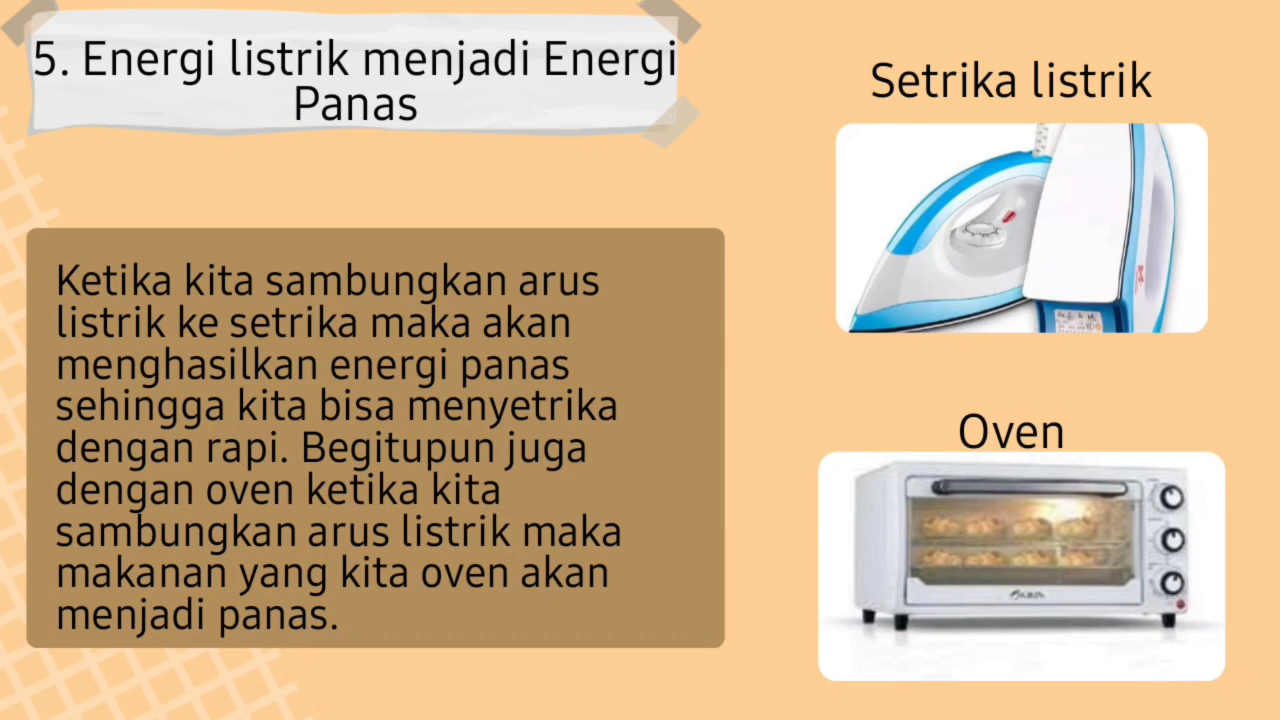 5. Energi listrik menjadi Energi
Panas
Setrika listrik
Ketika kita sambungkan arus
listrik ke setrika maka akan
menghasilkan energi panas
sehingga kita bisa menyetrika
dengan rapi. Begitupun juga
dengan oven ketika kita
sambungkan arus listrik maka
makanan yang kita oven akan
menjadi panas.
Oven